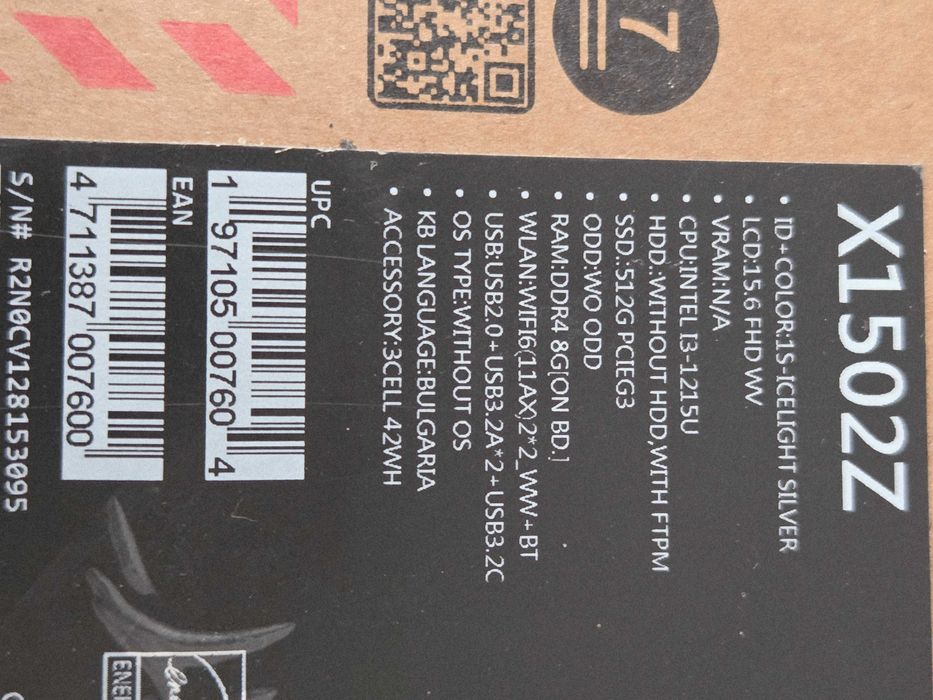 7
X1502Z
• ID+COLOR:1S-ICELIGHT SILVER
• LCD:15.6 FHD WV
• VRAM:N/A
• CPU:INTEL I3-1215U
• HDD.:WITHOUT HDD,WITH FTPM
• SSD.:512G PCIEG3
• ODD:WO ODD
• RAM:DDR4 8G[ON BD.]
• WLAN:WIFI6(11AX)2*2_WW+BT
• USB:USB2.0+USB3.2A*2+USB3.2C
• OS TYPE:WITHOUT OS
• KB LANGUAGE:BULGARIA
• ACCESSORY:3CELL 42WH
UPC
1 97105 00760 4
EAN
4 711387 007600
S/N# R2N0CV128153095